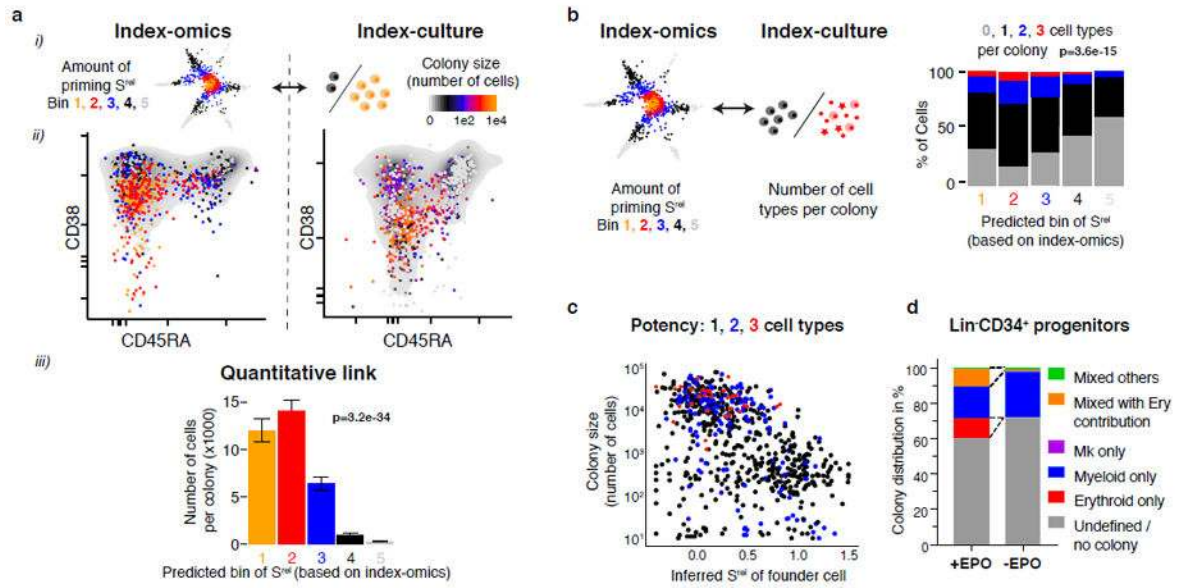 a
i)
Index-omics
Index-culture
Amount of
priming Sʳᵉˡ
Bin 1, 2, 3, 4, 5
Colony size
(number of cells)
0 1e2 1e4
ii)
CD38
CD45RA
CD38
CD45RA
iii)
Quantitative link
p=3.2e-34
Number of cells
per colony (x1000)
15
10
5
0
1 2 3 4 5
Predicted bin of Sʳᵉˡ (based on index-omics)
b
Index-omics
Index-culture
Amount of
priming Sʳᵉˡ
Bin 1, 2, 3, 4, 5
Number of cell
types per colony
0, 1, 2, 3 cell types
per colony p=3.6e-15
% of Cells
100
50
0
1 2 3 4 5
Predicted bin of Sʳᵉˡ
(based on index-omics)
c
Potency: 1, 2, 3 cell types
Colony size
(number of cells)
10⁵
10⁴
10³
10²
10¹
0.0 0.5 1.0 1.5
Inferred Sʳᵉˡ of founder cell
d
Lin⁻CD34⁺ progenitors
Colony distribution in %
100
80
60
40
20
0
+EPO -EPO
Mixed others
Mixed with Ery
contribution
Mk only
Myeloid only
Erythroid only
Undefined /
no colony